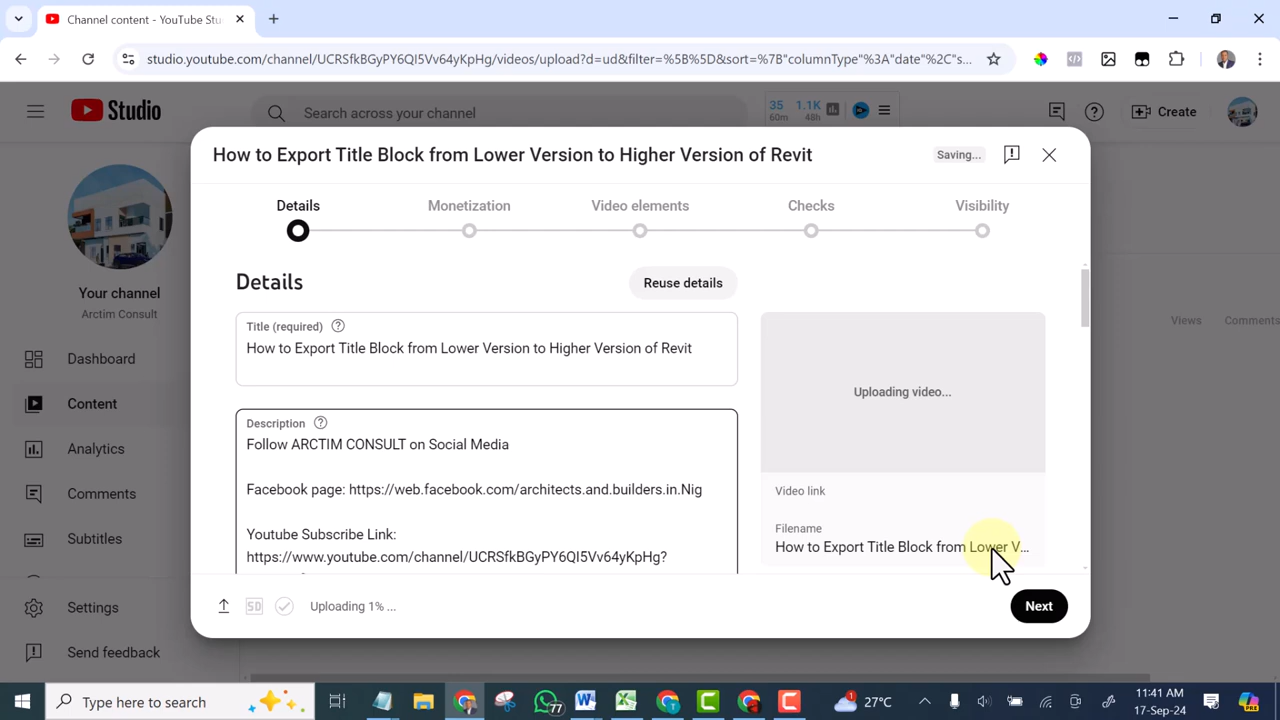 Channel content - YouTube Stu
studio.youtube.com/channel/UCRSfkBGyPY6QI5Vv64yKpHg/videos/upload?d=ud&filter=%5B%5D&sort=%7B"columnType"%3A"date"%2C"s...
Studio
Search across your channel
35
60m
1.1K
48h
Create
How to Export Title Block from Lower Version to Higher Version of Revit
Saving...
Details
Monetization
Video elements
Checks
Visibility
Your channel
Arctim Consult
Dashboard
Content
Analytics
Comments
Subtitles
Settings
Send feedback
Details
Reuse details
Title (required)
How to Export Title Block from Lower Version to Higher Version of Revit
Description
Follow ARCTIM CONSULT on Social Media
Facebook page: https://web.facebook.com/architects.and.builders.in.Nig
Youtube Subscribe Link:
https://www.youtube.com/channel/UCRSfkBGyPY6QI5Vv64yKpHg?
Uploading video...
Video link
Filename
How to Export Title Block from Lower V...
Views
Comments
SD
Uploading 1% ...
Next
Type here to search
77
27°C
11:41 AM
17-Sep-24
PRE